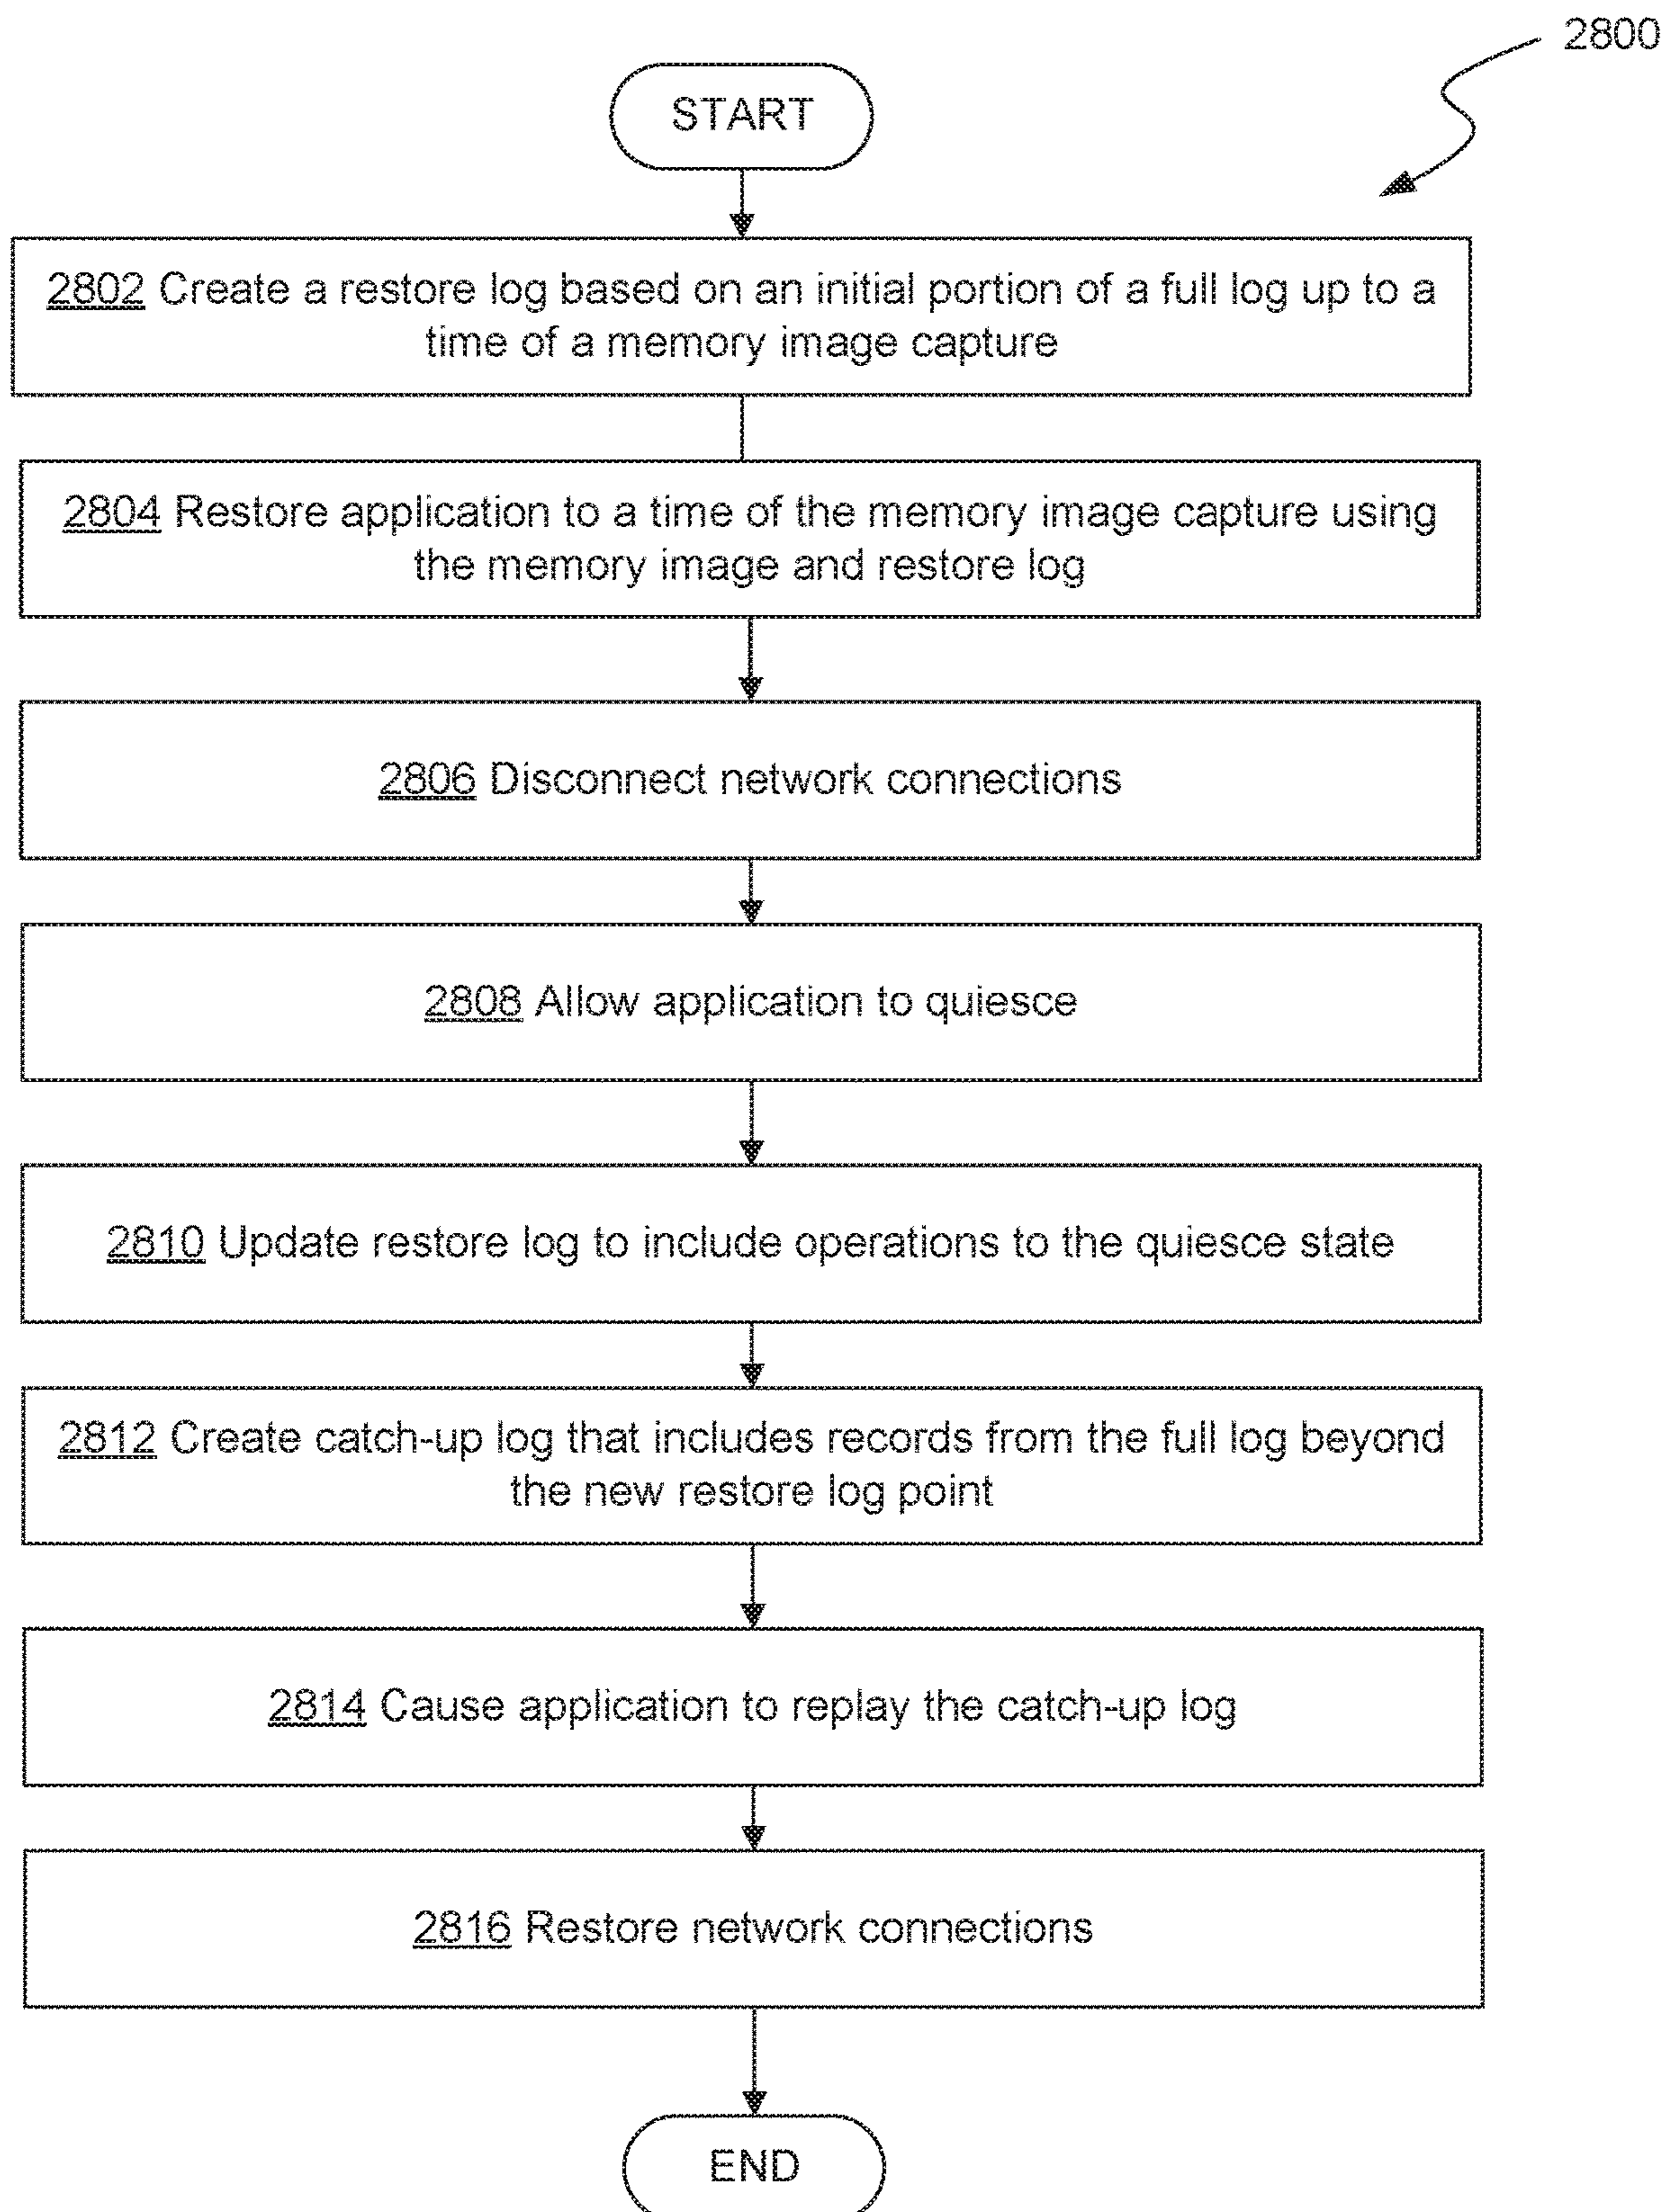 2800
START
2802 Create a restore log based on an initial portion of a full log up to a
time of a memory image capture
2804 Restore application to a time of the memory image capture using
the memory image and restore log
2806 Disconnect network connections
2808 Allow application to quiesce
2810 Update restore log to include operations to the quiesce state
2812 Create catch-up log that includes records from the full log beyond
the new restore log point
2814 Cause application to replay the catch-up log
2816 Restore network connections
END